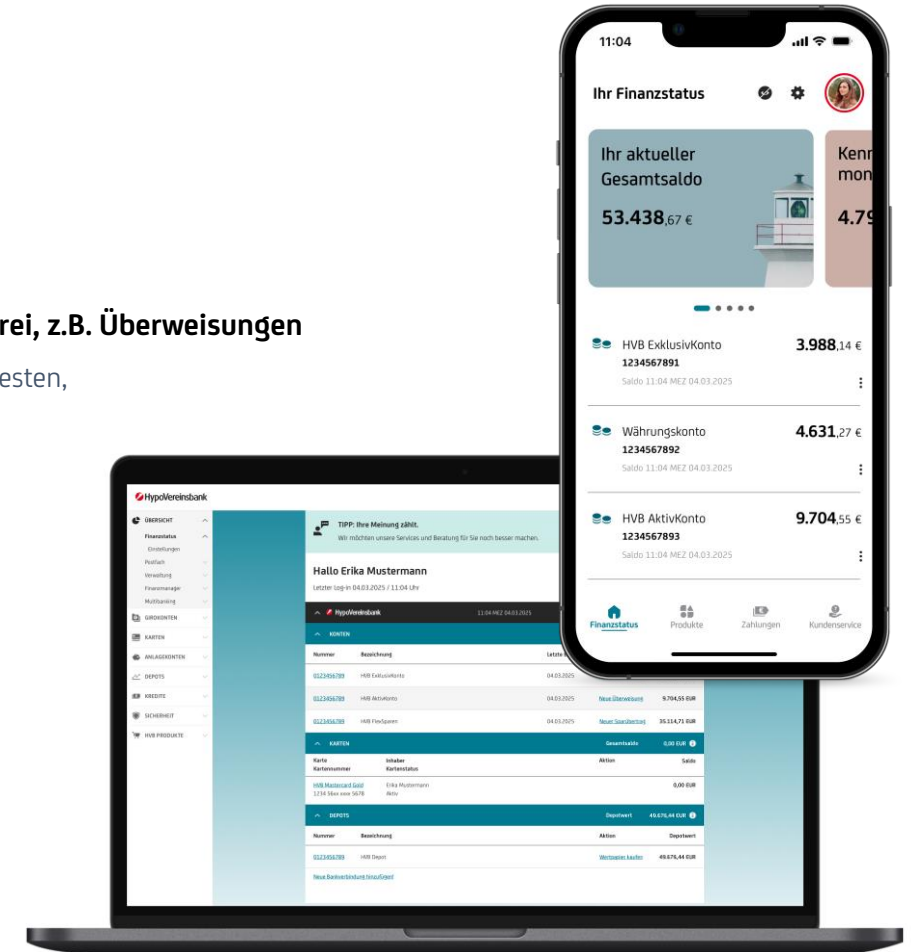 rei, z.B. Überweisungen
esten,
11:04
Ihr Finanzstatus
Ihr aktueller
Gesamtsaldo
53.438,67 €
Kenn
mon
4.79
HVB ExklusivKonto 3.988,14 €
1234567891
Saldo 11:04 MEZ 04.03.2025
Währungskonto 4.631,27 €
1234567892
Saldo 11:04 MEZ 04.03.2025
HVB AktivKonto 9.704,55 €
1234567893
Saldo 11:04 MEZ 04.03.2025
Finanzstatus Produkte Zahlungen Kundenservice
HypoVereinsbank
ÜBERSICHT
Finanzstatus
Einstellungen
Postfach
Verwaltung
Finanzmanager
Multibanking
GIROKONTEN
KARTEN
ANLAGEKONTEN
DEPOTS
KREDITE
SICHERHEIT
HVB PRODUKTE
TIPP: Ihre Meinung zählt.
Wir möchten unsere Services und Beratung für Sie noch besser machen.
Hallo Erika Mustermann
Letzter Log-in 04.03.2025 / 11:04 Uhr
HypoVereinsbank 11:04 MEZ 04.03.2025
KONTEN
Nummer Bezeichnung
0123456789 HVB ExklusivKonto 04.03.2025
0123456789 HVB AktivKonto 04.03.2025 Neue Überweisung 9.704,55 EUR
0123456789 HVB FlexSparen 04.03.2025 Neuer Sparübertrag 35.114,71 EUR
KARTEN Gesamtsaldo 0,00 EUR
Karte Inhaber Aktion Saldo
Kartennummer Kartenstatus
HVB Mastercard Gold Erika Mustermann 0,00 EUR
1234 56xx xxxx 5678 Aktiv
DEPOTS Depotwert 49.676,44 EUR
Nummer Bezeichnung Aktion Depotwert
0123456789 HVB Depot Wertpapier kaufen 49.676,44 EUR
Neue Bankverbindung hinzufügen